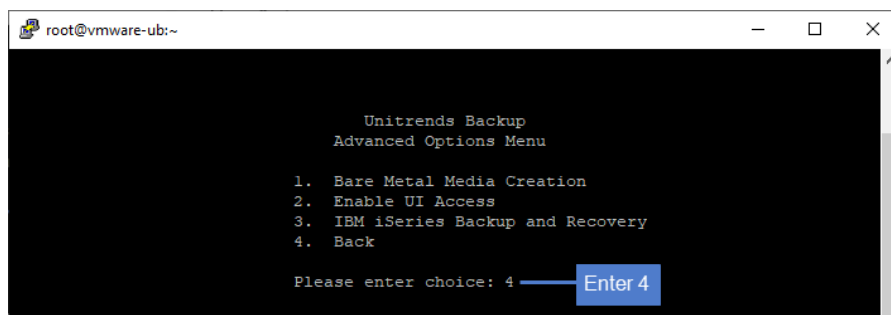 root@vmware-ub:~
Unitrends Backup
Advanced Options Menu
1. Bare Metal Media Creation
2. Enable UI Access
3. IBM iSeries Backup and Recovery
4. Back
Please enter choice: 4
Enter 4